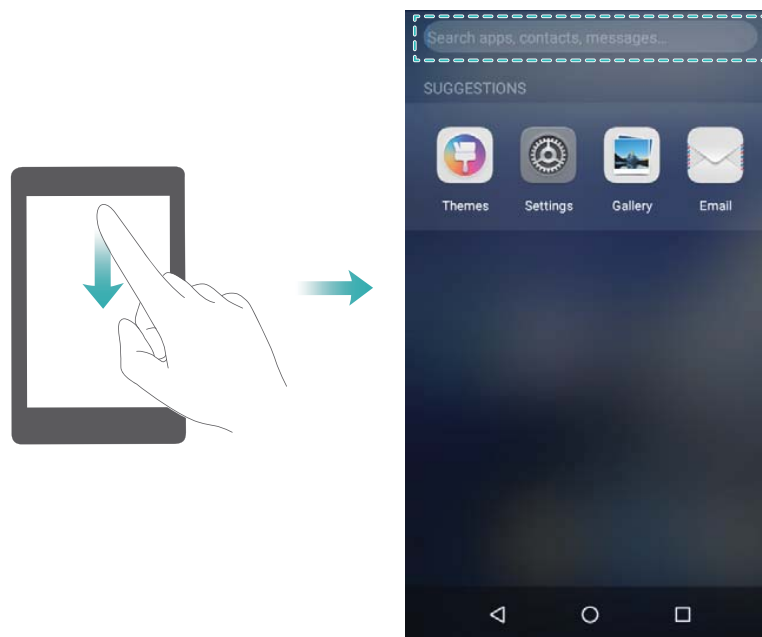 Search apps, contacts, messages...
SUGGESTIONS
Themes Settings Gallery Email